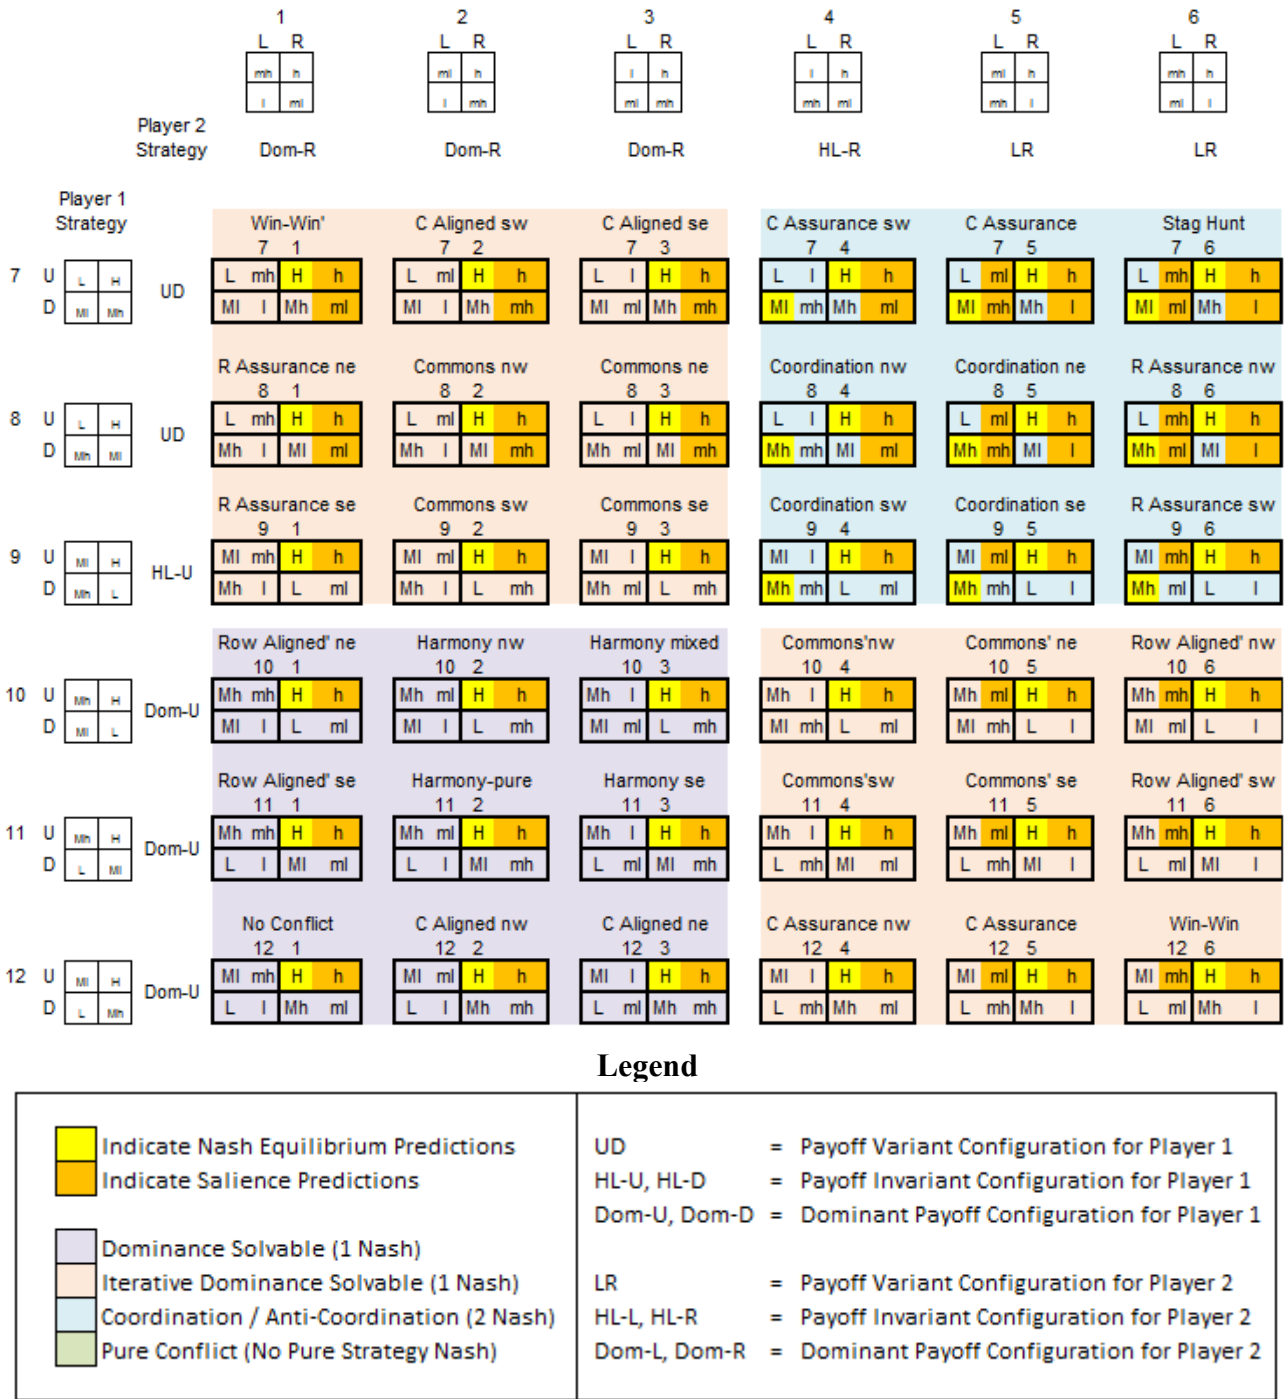 1 2 3 4 5 6
L R L R L R L R L R L R
mh h ml h l h l h ml h mh h
l ml l mh ml mh mh ml mh l ml l
Player 2
Strategy Dom-R Dom-R Dom-R HL-R LR LR
Player 1
Strategy
Win-Win' C Aligned sw C Aligned se C Assurance sw C Assurance Stag Hunt
7 1 7 2 7 3 7 4 7 5 7 6
7 U L H UD L mh H h L ml H h L l H h L l H h L ml H h L mh H h
D Ml Mh Ml l Mh ml Ml l Mh mh Ml ml Mh mh Ml mh Mh ml Ml mh Mh l Ml ml Mh l
R Assurance ne Commons nw Commons ne Coordination nw Coordination ne R Assurance nw
8 1 8 2 8 3 8 4 8 5 8 6
8 U L H UD L mh H h L ml H h L l H h L l H h L ml H h L mh H h
D Mh Ml Mh l Ml ml Mh l Ml mh Mh ml Ml mh Mh mh Ml ml Mh mh Ml l Mh ml Ml l
R Assurance se Commons sw Commons se Coordination sw Coordination se R Assurance sw
9 1 9 2 9 3 9 4 9 5 9 6
9 U Ml H HL-U Ml mh H h Ml ml H h Ml l H h Ml l H h Ml ml H h Ml mh H h
D Mh L Mh l L ml Mh l L mh Mh ml L mh Mh mh L ml Mh mh L l Mh ml L l
Row Aligned' ne Harmony nw Harmony mixed Commons'nw Commons' ne Row Aligned' nw
10 1 10 2 10 3 10 4 10 5 10 6
10 U Mh H Dom-U Mh mh H h Mh ml H h Mh l H h Mh l H h Mh ml H h Mh mh H h
D Ml L Ml l L ml Ml l L mh Ml ml L mh Ml mh L ml Ml mh L l Ml ml L l
Row Aligned' se Harmony-pure Harmony se Commons'sw Commons' se Row Aligned' sw
11 1 11 2 11 3 11 4 11 5 11 6
11 U Mh H Dom-U Mh mh H h Mh ml H h Mh l H h Mh l H h Mh ml H h Mh mh H h
D L Ml L l Ml ml L l Ml mh L ml Ml mh L mh Ml ml L mh Ml l L ml Ml l
No Conflict C Aligned nw C Aligned ne C Assurance nw C Assurance Win-Win
12 1 12 2 12 3 12 4 12 5 12 6
12 U Ml H Dom-U Ml mh H h Ml ml H h Ml l H h Ml l H h Ml ml H h Ml mh H h
D L Mh L l Mh ml L l Mh mh L ml Mh mh L mh Mh ml L mh Mh l L ml Mh l
Legend
Indicate Nash Equilibrium Predictions
Indicate Salience Predictions
Dominance Solvable (1 Nash)
Iterative Dominance Solvable (1 Nash)
Coordination / Anti-Coordination (2 Nash)
Pure Conflict (No Pure Strategy Nash)
UD = Payoff Variant Configuration for Player 1
HL-U, HL-D = Payoff Invariant Configuration for Player 1
Dom-U, Dom-D = Dominant Payoff Configuration for Player 1
LR = Payoff Variant Configuration for Player 2
HL-L, HL-R = Payoff Invariant Configuration for Player 2
Dom-L, Dom-R = Dominant Payoff Configuration for Player 2